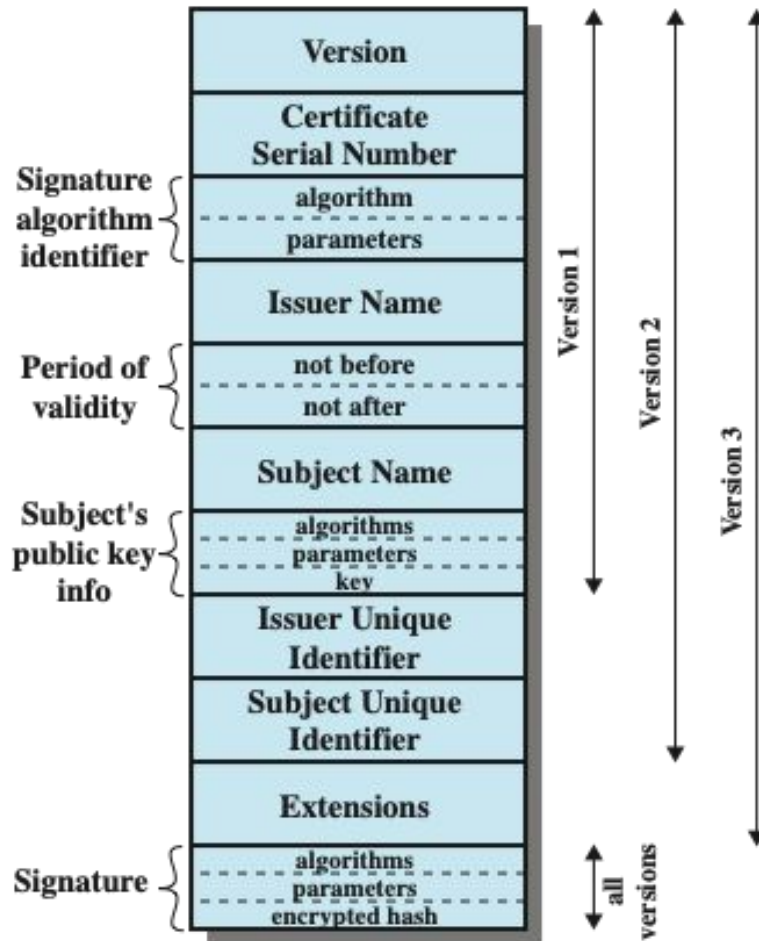 Version
Certificate
Serial Number
Signature
algorithm
identifier
algorithm
parameters
Issuer Name
Period of
validity
not before
not after
Subject Name
Subject's
public key
info
algorithms
parameters
key
Issuer Unique
Identifier
Subject Unique
Identifier
Extensions
Signature
algorithms
parameters
encrypted hash
Version 1
Version 2
Version 3
all
versions